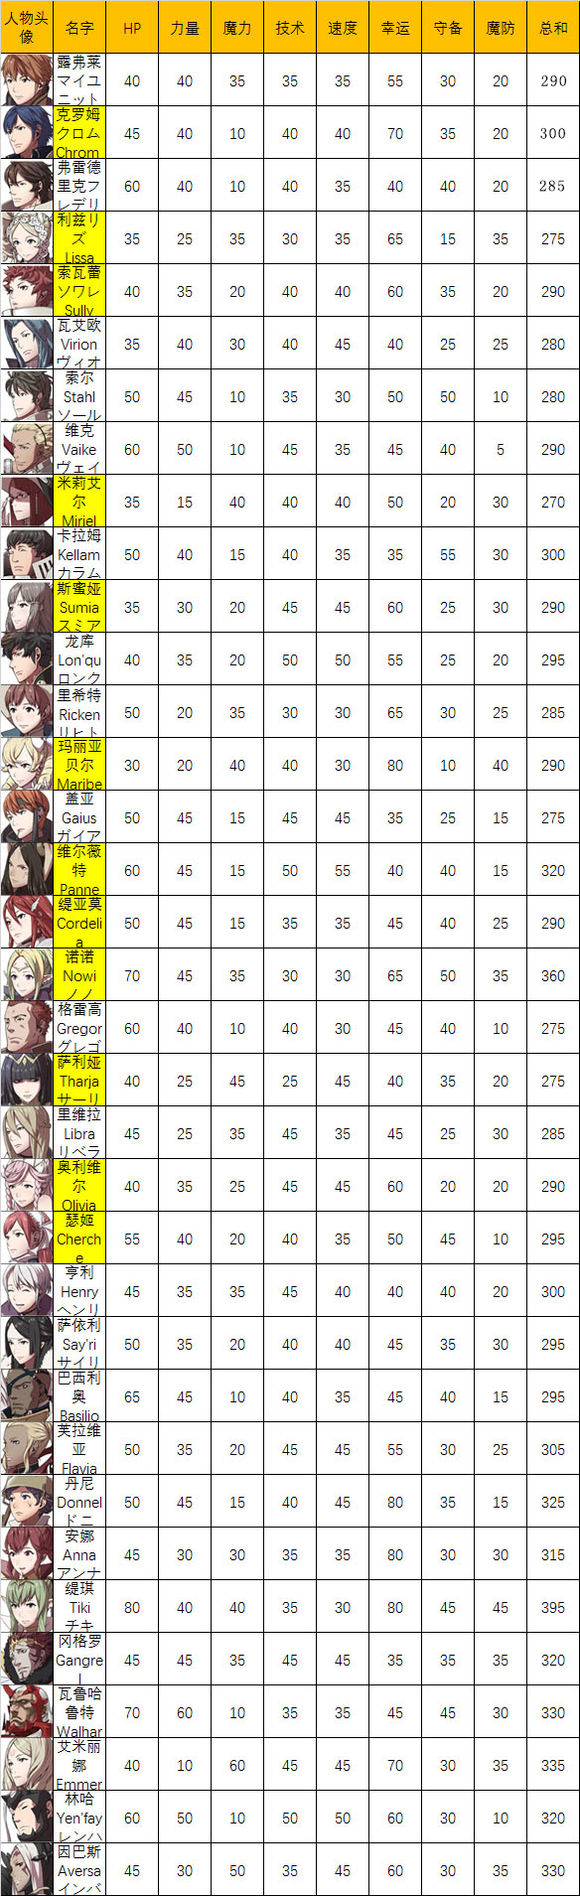 人物头像 名字 HP 力量 魔力 技术 速度 幸运 守备 魔防 总和
露弗莱マイユニット 40 40 35 35 35 55 30 20 290
克罗姆クロム Chrom 45 40 10 40 40 70 35 20 300
弗雷德里克フレデリ 60 40 10 40 35 40 40 20 285
利兹リズ Lissa 35 25 35 30 35 65 15 35 275
索瓦蕾ソワレ Sully 40 35 20 40 40 60 35 20 290
瓦艾欧 Virion ヴィオ 35 40 30 40 45 40 25 25 280
索尔 Stahl ソール 50 45 10 35 30 50 50 10 280
维克 Vaike ヴェイ 60 50 10 45 35 45 40 5 290
米莉艾尔 Miriel 35 15 40 40 40 50 20 30 270
卡拉姆 Kellam カラム 50 40 15 40 35 35 55 30 300
斯蜜娅 Sumia スミア 35 30 20 45 45 60 25 30 290
龙库 Lon'qu ロンク 40 35 20 50 50 55 25 20 295
里希特 Ricken リヒト 50 20 35 30 30 65 30 25 285
玛丽亚贝尔 Maribe 30 20 40 40 30 80 10 40 290
盖亚 Gaius ガイア 50 45 15 45 45 35 25 15 275
维尔薇特 Panne 60 45 15 50 55 40 40 15 320
缇亚莫 Cordelia 50 45 15 35 35 45 40 25 290
诺诺 Nowi ノノ 70 45 35 30 30 65 50 35 360
格雷高 Gregor グレゴ 60 40 10 40 30 45 40 10 275
萨利娅 Tharja サーリ 40 25 45 25 45 40 35 20 275
里维拉 Libra リベラ 45 25 35 45 35 45 25 30 285
奥利维尔 Olivia 40 35 25 45 45 60 20 20 290
瑟姬 Cherche 55 40 20 40 35 50 45 10 295
亨利 Henry ヘンリ 45 35 35 45 40 40 40 20 300
萨依利 Say'ri サイリ 50 35 20 40 40 45 35 30 295
巴西利奥 Basilio 65 45 10 40 35 45 40 15 295
芙拉维亚 Flavia 50 35 20 45 45 55 30 25 305
丹尼 Donnel ドニ 50 45 15 40 45 80 35 15 325
安娜 Anna アンナ 45 30 30 35 35 80 30 30 315
缇琪 Tiki チキ 80 40 40 35 30 80 45 45 395
冈格罗 Gangrel 45 45 35 45 45 35 35 35 320
瓦鲁哈鲁特 Walhar 70 60 10 35 35 45 45 30 330
艾米丽娜 Emmer 40 10 60 45 45 70 30 35 335
林哈 Yen'fay レンハ 60 50 10 50 50 60 30 10 320
因巴斯 Aversa インバ 45 30 50 35 45 60 30 35 330